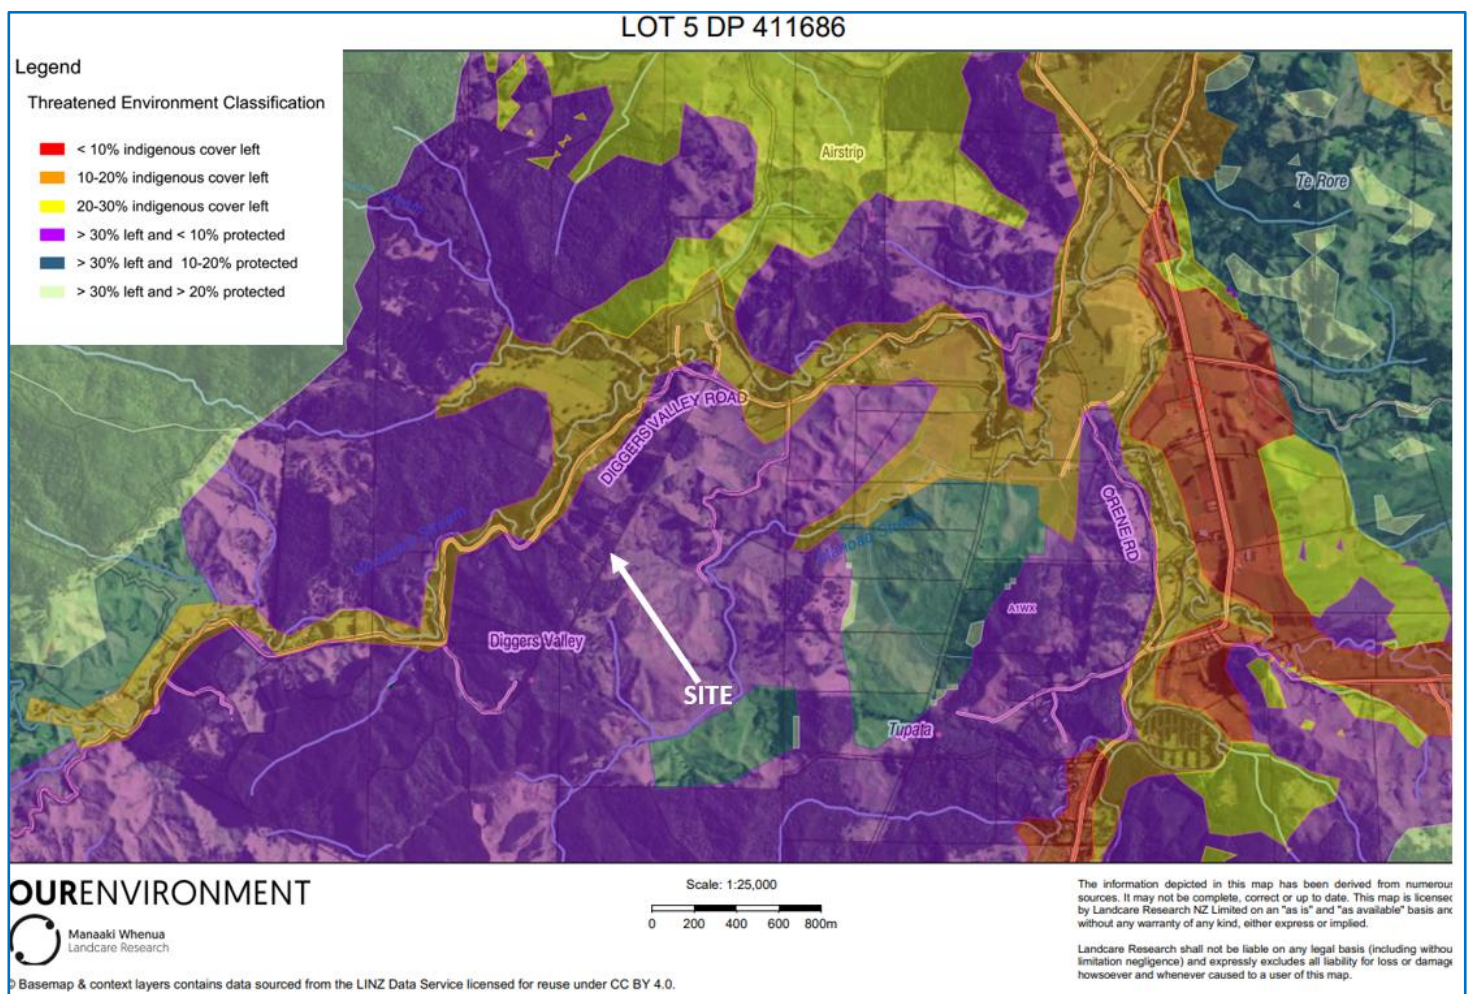 LOT 5 DP 411686
Legend
Threatened Environment Classification
< 10% indigenous cover left
10-20% indigenous cover left
20-30% indigenous cover left
> 30% left and < 10% protected
> 30% left and 10-20% protected
> 30% left and > 20% protected
Airstrip
Te Rore
DIGGERS VALLEY ROAD
CRENE RD
A1WX
Diggers Valley
SITE
Tupata
OURENVIRONMENT
Manaaki Whenua
Landcare Research
Scale: 1:25,000
0 200 400 600 800m
The information depicted in this map has been derived from numerous
sources. It may not be complete, correct or up to date. This map is licensed
by Landcare Research NZ Limited on an "as is" and "as available" basis and
without any warranty of any kind, either express or implied.
Landcare Research shall not be liable on any legal basis (including withou
limitation negligence) and expressly excludes all liability for loss or damage
howsoever and whenever caused to a user of this map.
© Basemap & context layers contains data sourced from the LINZ Data Service licensed for reuse under CC BY 4.0.